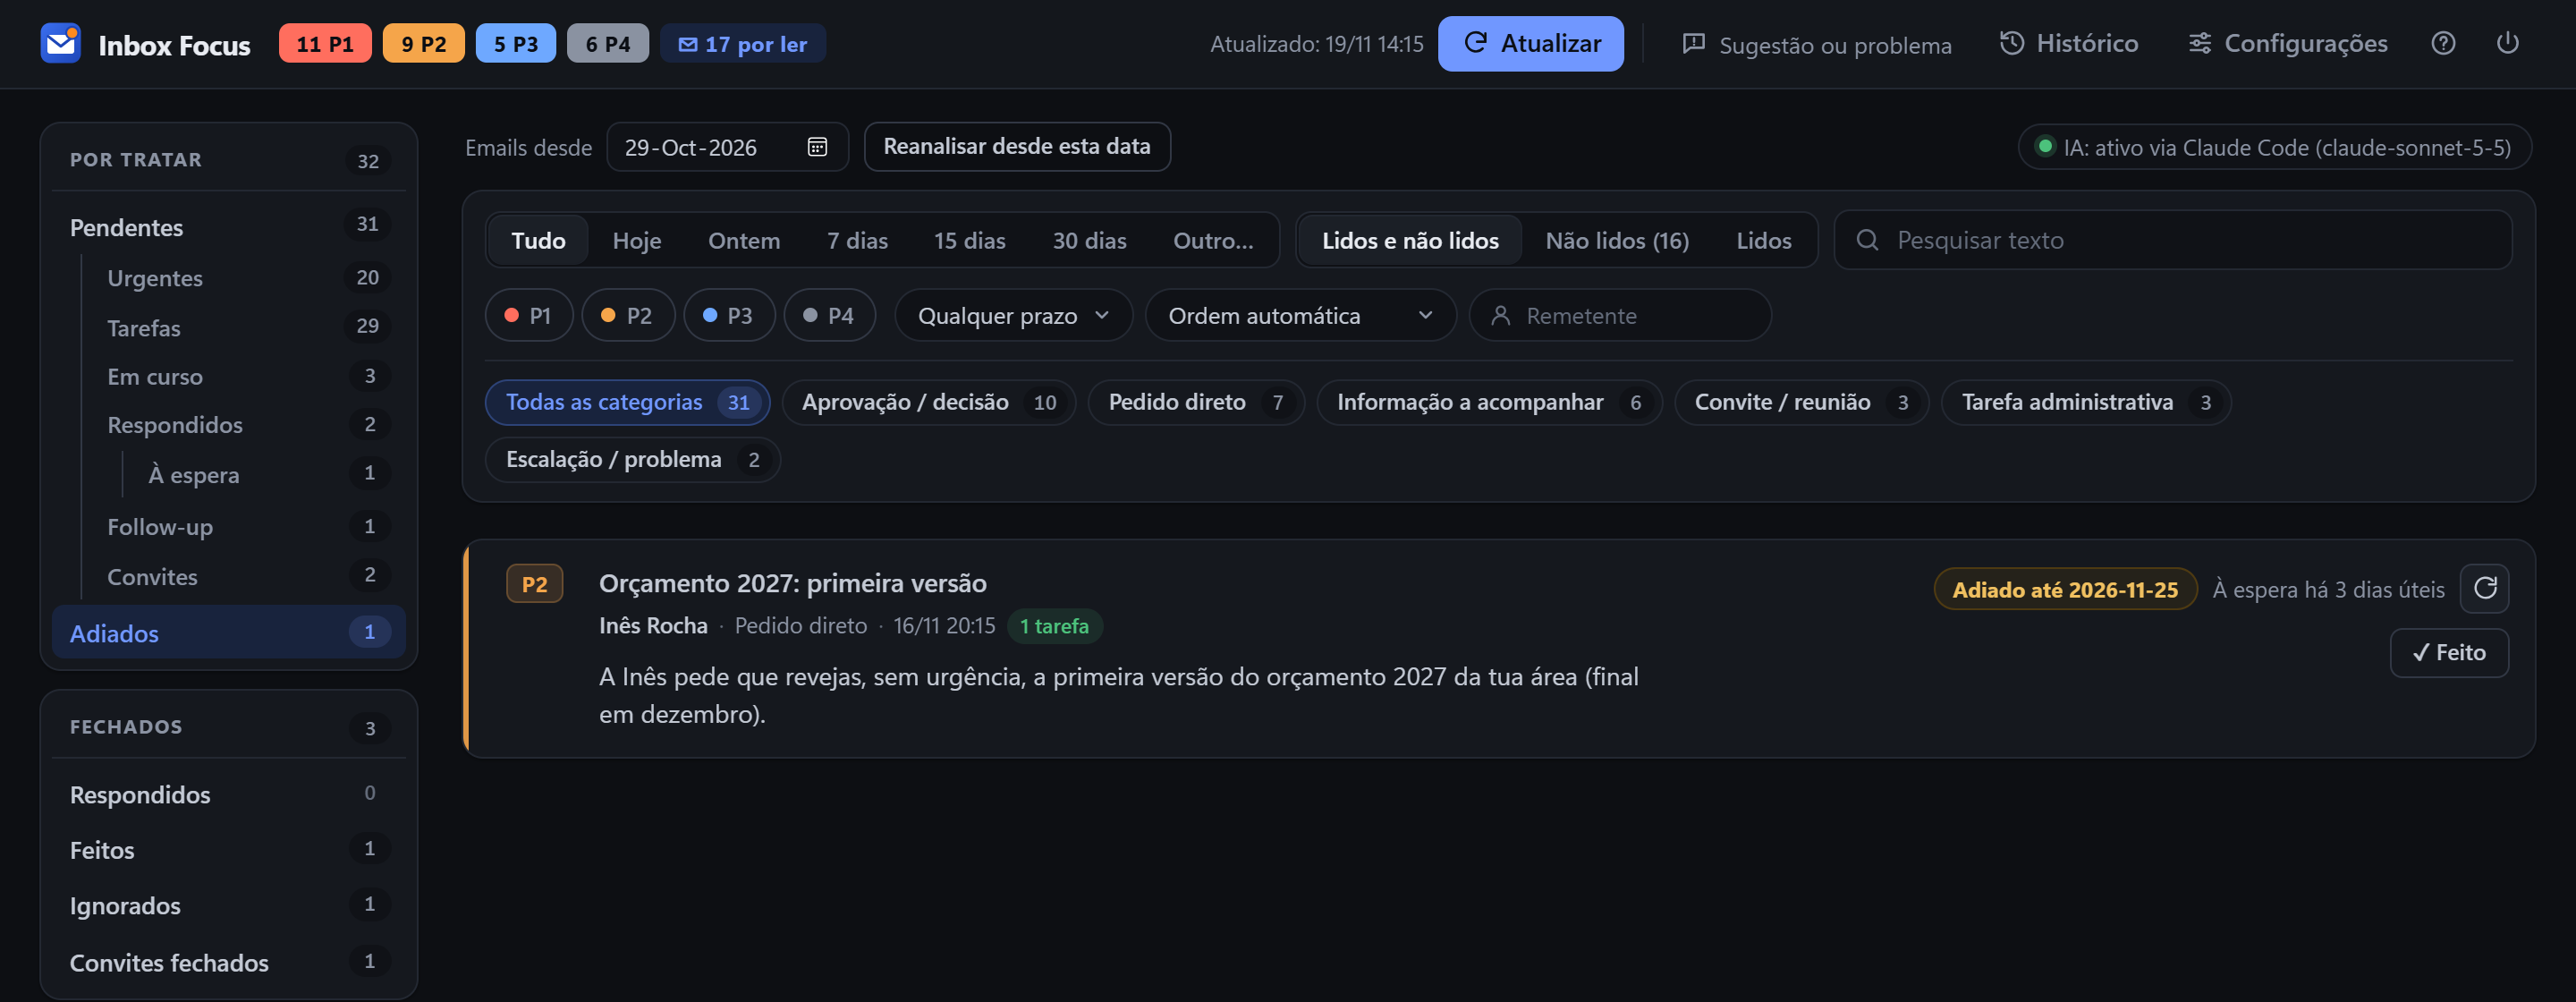 Inbox Focus
11 P1
9 P2
5 P3
6 P4
17 por ler
Atualizado: 19/11 14:15
Atualizar
Sugestão ou problema
Histórico
Configurações
POR TRATAR 32
Pendentes 31
Urgentes 20
Tarefas 29
Em curso 3
Respondidos 2
À espera 1
Follow-up 1
Convites 2
Adiados 1
FECHADOS 3
Respondidos 0
Feitos 1
Ignorados 1
Convites fechados 1
Emails desde 29-Oct-2026 Reanalisar desde esta data
IA: ativo via Claude Code (claude-sonnet-5-5)
Tudo Hoje Ontem 7 dias 15 dias 30 dias Outro...
Lidos e não lidos Não lidos (16) Lidos
Pesquisar texto
P1 P2 P3 P4 Qualquer prazo Ordem automática Remetente
Todas as categorias 31 Aprovação / decisão 10 Pedido direto 7 Informação a acompanhar 6 Convite / reunião 3 Tarefa administrativa 3
Escalação / problema 2
P2 Orçamento 2027: primeira versão
Adiado até 2026-11-25 À espera há 3 dias úteis
Inês Rocha · Pedido direto · 16/11 20:15 1 tarefa
✓ Feito
A Inês pede que revejas, sem urgência, a primeira versão do orçamento 2027 da tua área (final
em dezembro).